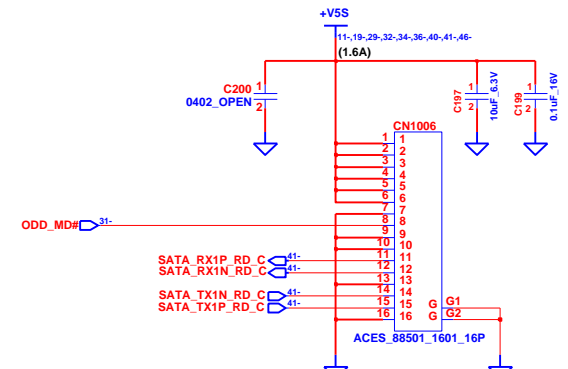 +V5S
11-,19-,29-,32-,34-,36-,40-,41-,46-
(1.6A)
C200
0402_OPEN
1
2
C197
1
2
10uF_6.3V
C199
1
2
0.1uF_16V
CN1006
1 1
2 2
3 3
4 4
5 5
6 6
7 7
ODD_MD# 31- 8 8
9 9
10 10
SATA_RX1P_RD_C 41- 11 11
SATA_RX1N_RD_C 41- 12 12
13 13
SATA_TX1N_RD_C 41- 14 14
SATA_TX1P_RD_C 41- 15 15 G G1
16 16 G G2
ACES_88501_1601_16P